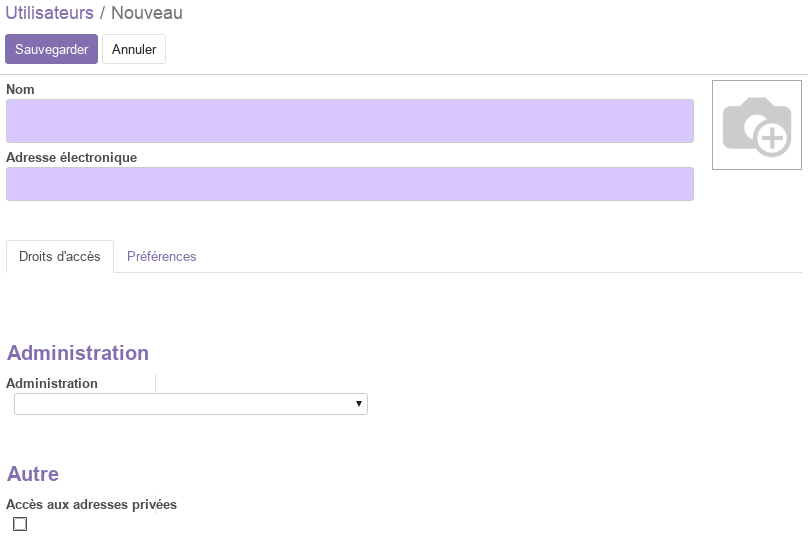 Utilisateurs / Nouveau
Sauvegarder Annuler
Nom
Adresse électronique
Droits d'accès Préférences
Administration
Administration
Autre
Accès aux adresses privées